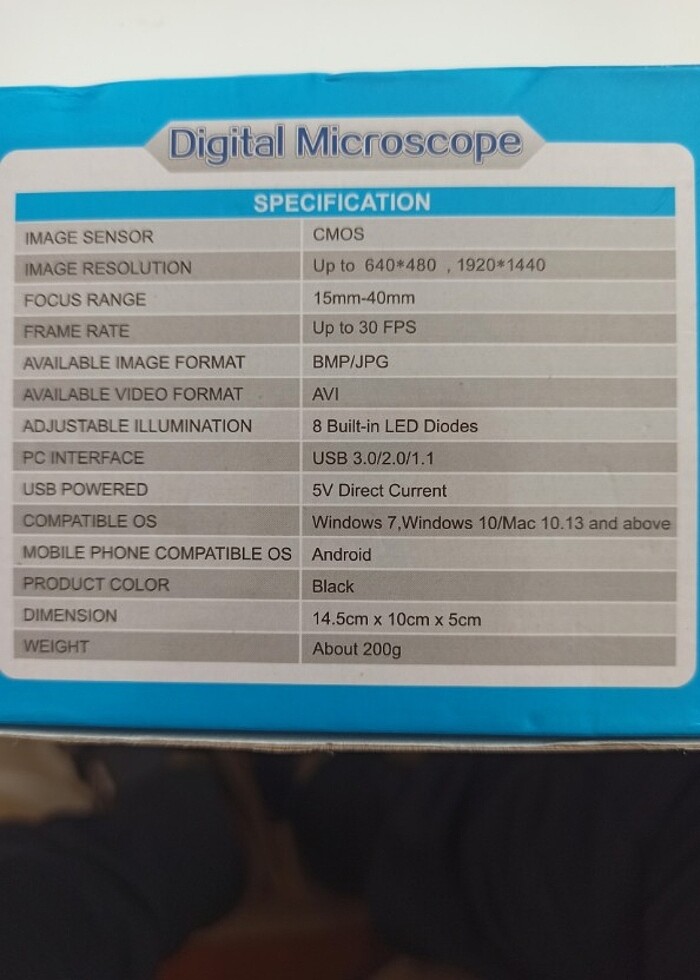 Digital Microscope
SPECIFICATION
IMAGE SENSOR CMOS
IMAGE RESOLUTION Up to 640*480 , 1920*1440
FOCUS RANGE 15mm-40mm
FRAME RATE Up to 30 FPS
AVAILABLE IMAGE FORMAT BMP/JPG
AVAILABLE VIDEO FORMAT AVI
ADJUSTABLE ILLUMINATION 8 Built-in LED Diodes
PC INTERFACE USB 3.0/2.0/1.1
USB POWERED 5V Direct Current
COMPATIBLE OS Windows 7,Windows 10/Mac 10.13 and above
MOBILE PHONE COMPATIBLE OS Android
PRODUCT COLOR Black
DIMENSION 14.5cm x 10cm x 5cm
WEIGHT About 200g